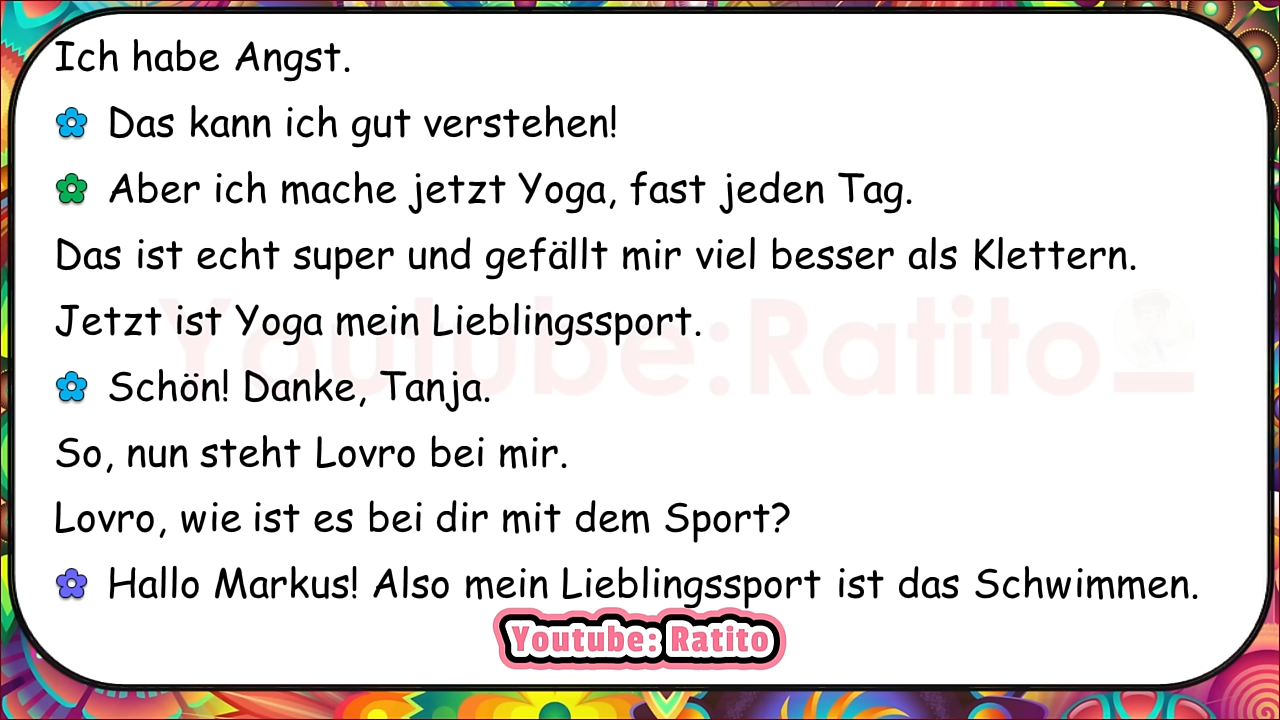 Ich habe Angst.
Das kann ich gut verstehen!
Aber ich mache jetzt Yoga, fast jeden Tag.
Das ist echt super und gefällt mir viel besser als Klettern.
Jetzt ist Yoga mein Lieblingssport.
Youtube:Ratito
Schön! Danke, Tanja.
So, nun steht Lovro bei mir.
Lovro, wie ist es bei dir mit dem Sport?
Hallo Markus! Also mein Lieblingssport ist das Schwimmen.
Youtube: Ratito